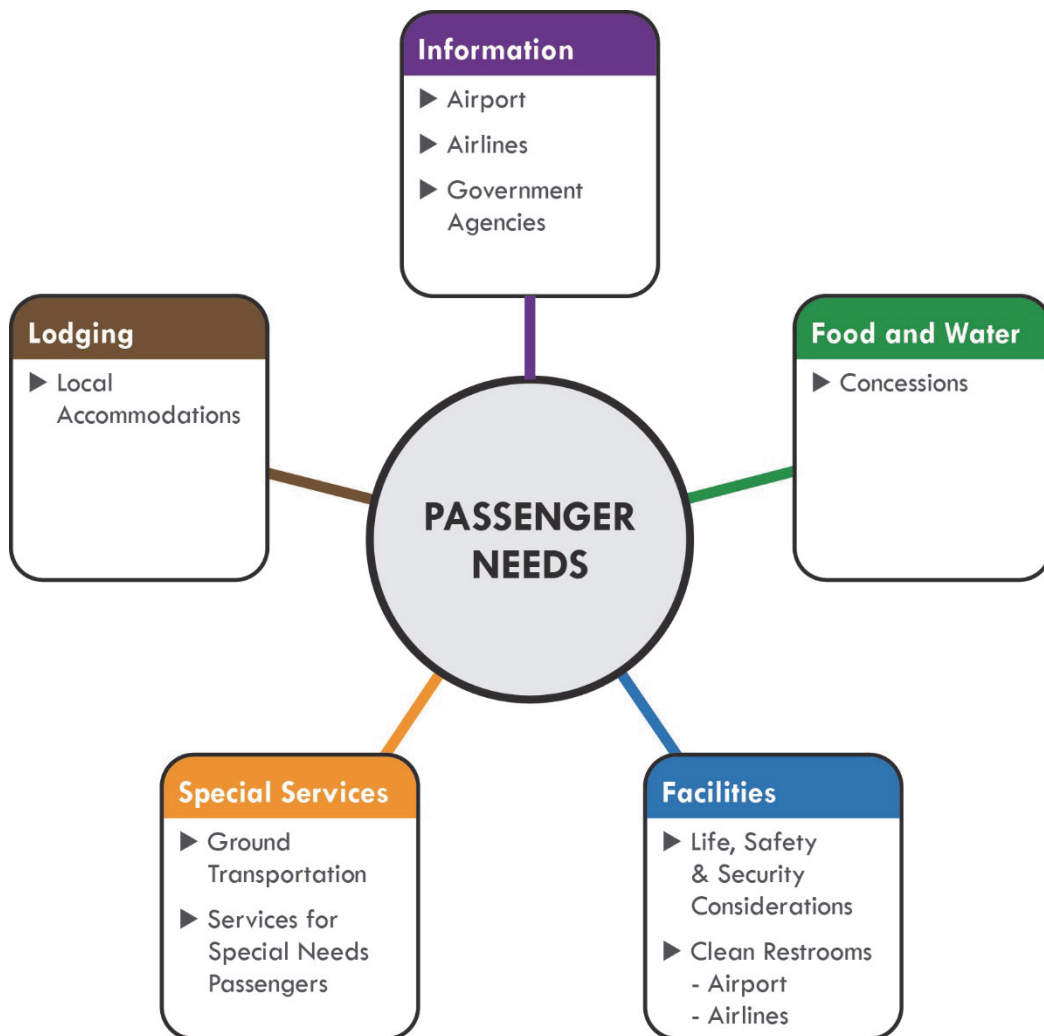 Information
▶ Airport
▶ Airlines
▶ Government
Agencies
Lodging
▶ Local
Accommodations
Food and Water
▶ Concessions
PASSENGER
NEEDS
Special Services
▶ Ground
Transportation
▶ Services for
Special Needs
Passengers
Facilities
▶ Life, Safety
& Security
Considerations
▶ Clean Restrooms
- Airport
- Airlines